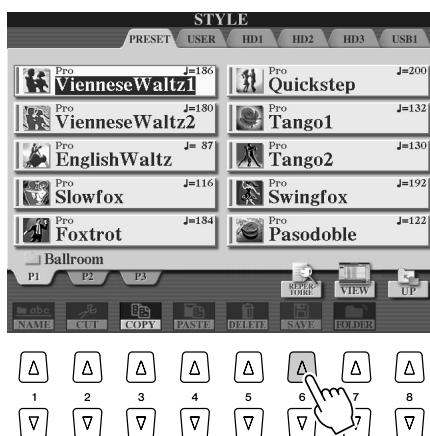 STYLE
PRESET USER HD1 HD2 HD3 USB1
Pro ♩=186
VienneseWaltz1
Pro ♩=200
Quickstep
Pro ♩=180
VienneseWaltz2
Pro ♩=132
Tango1
Pro ♩= 87
EnglishWaltz
Pro ♩=130
Tango2
Pro ♩=116
Slowfox
Pro ♩=192
Swingfox
Pro ♩=184
Foxtrot
Pro ♩=122
Pasodoble
Ballroom
P1 P2 P3
REPER-
TOIRE VIEW UP
abc
NAME CUT COPY PASTE DELETE SAVE FOLDER
1 2 3 4 5 6 7 8